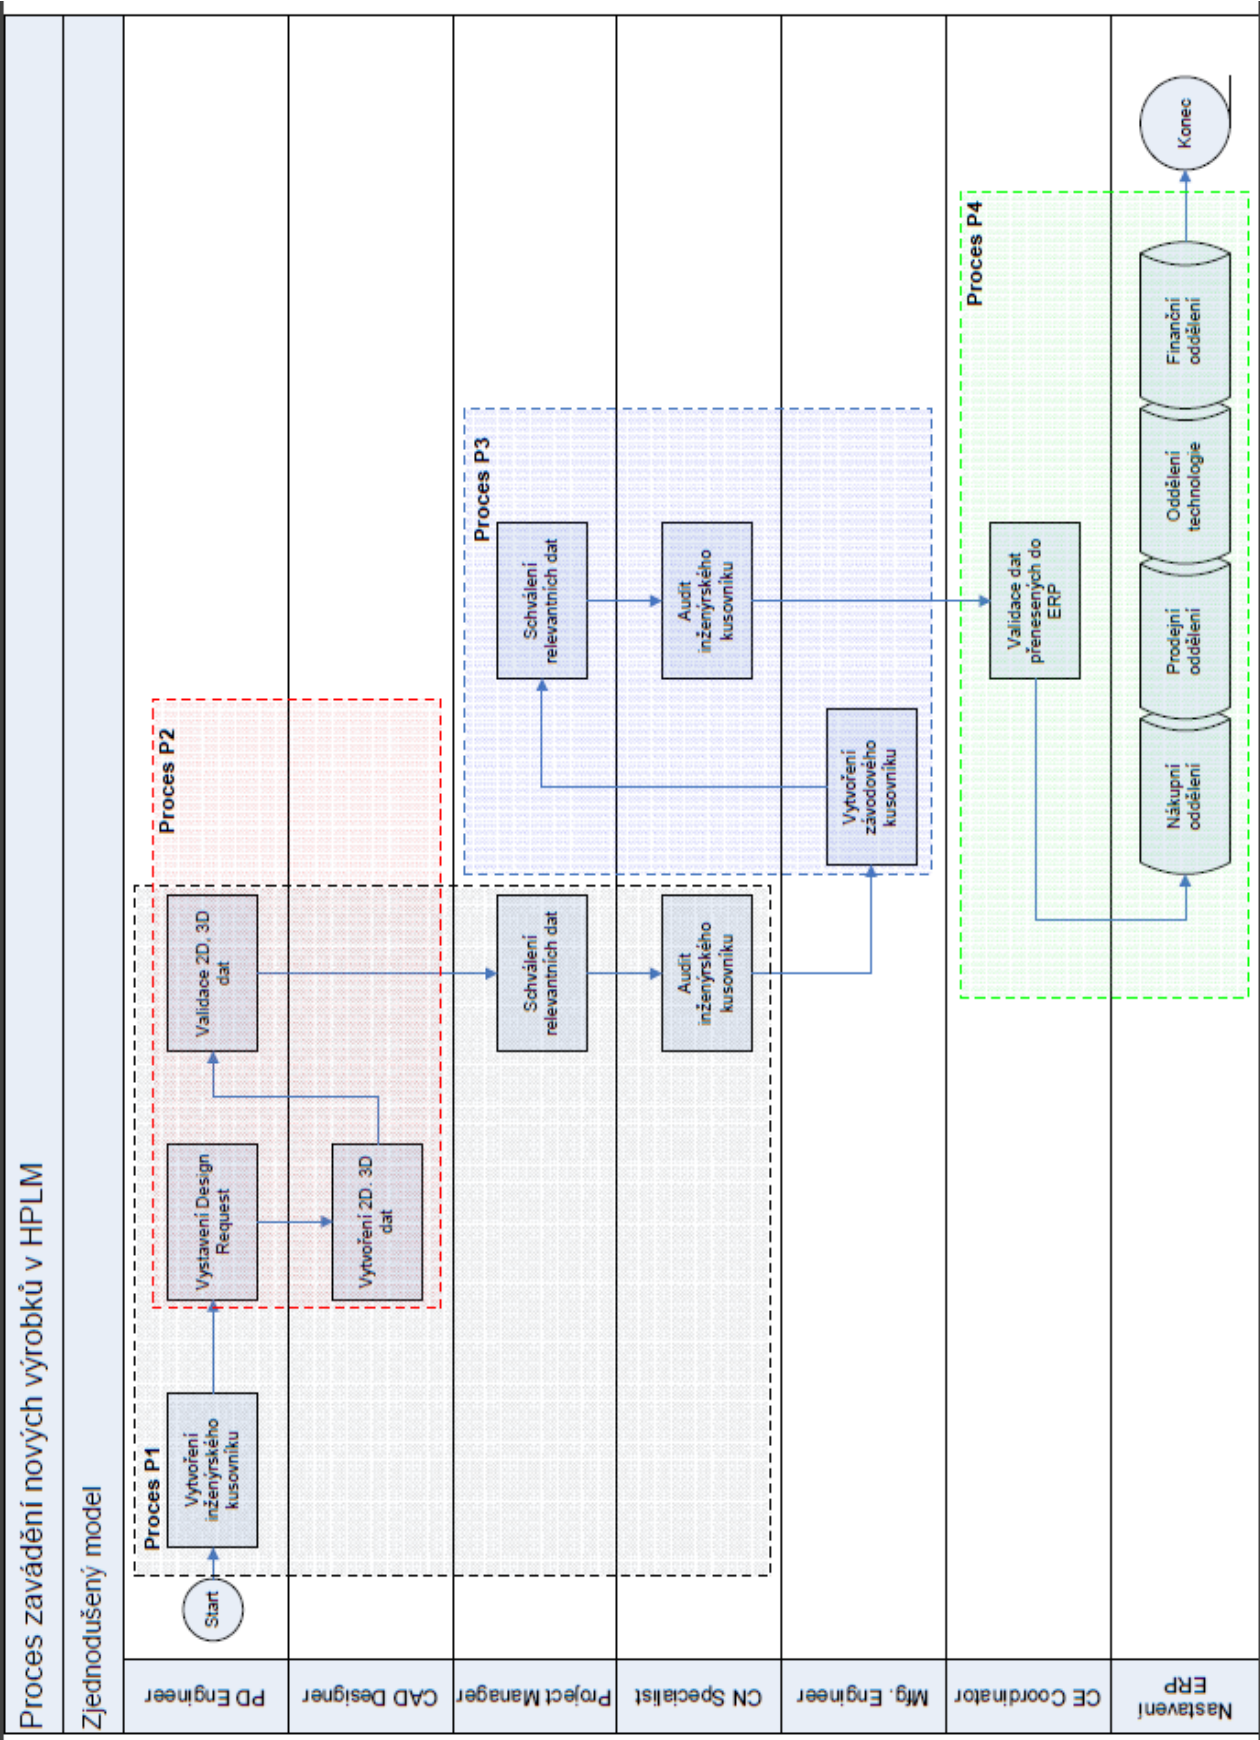 Proces zavádění nových výrobků v HPLM
Zjednodušený model
PD Engineer
Start
Proces P1
Vytvoření
inženýrského
kusovníku
Vystavení Design
Request
Validace 2D. 3D
dat
Proces P2
CAD Designer
Vytvoření 2D. 3D
dat
Project Manager
Schválení
relevantních dat
Schválení
relevantních dat
Proces P3
CN Specialist
Audit
inženýrského
kusovníku
Audit
inženýrského
kusovníku
Mfg. Engineer
Vytvoření
závodového
kusovníku
CE Coordinator
Validace dat
přenesených do
ERP
Proces P4
Nastavení
ERP
Nákupní
oddělení
Prodejní
oddělení
Oddělení
technologie
Finanční
oddělení
Konec